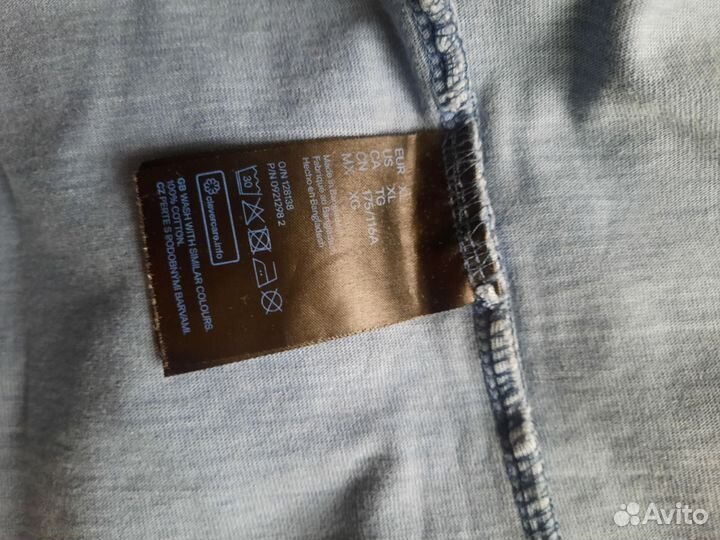 EUR XL
US XL
CA TG
CN 175/116A
MX XG
Made in Bangladesh
Fabriqué au Bangladesh
Hecho en Bangladesh
O/N 128138
P/N 0921298 2
30
clevercare.info
GB WASH WITH SIMILAR COLOURS.
100% COTTON.
CZ PERTE S PODOBNÝMI BARVAMI.
Avito